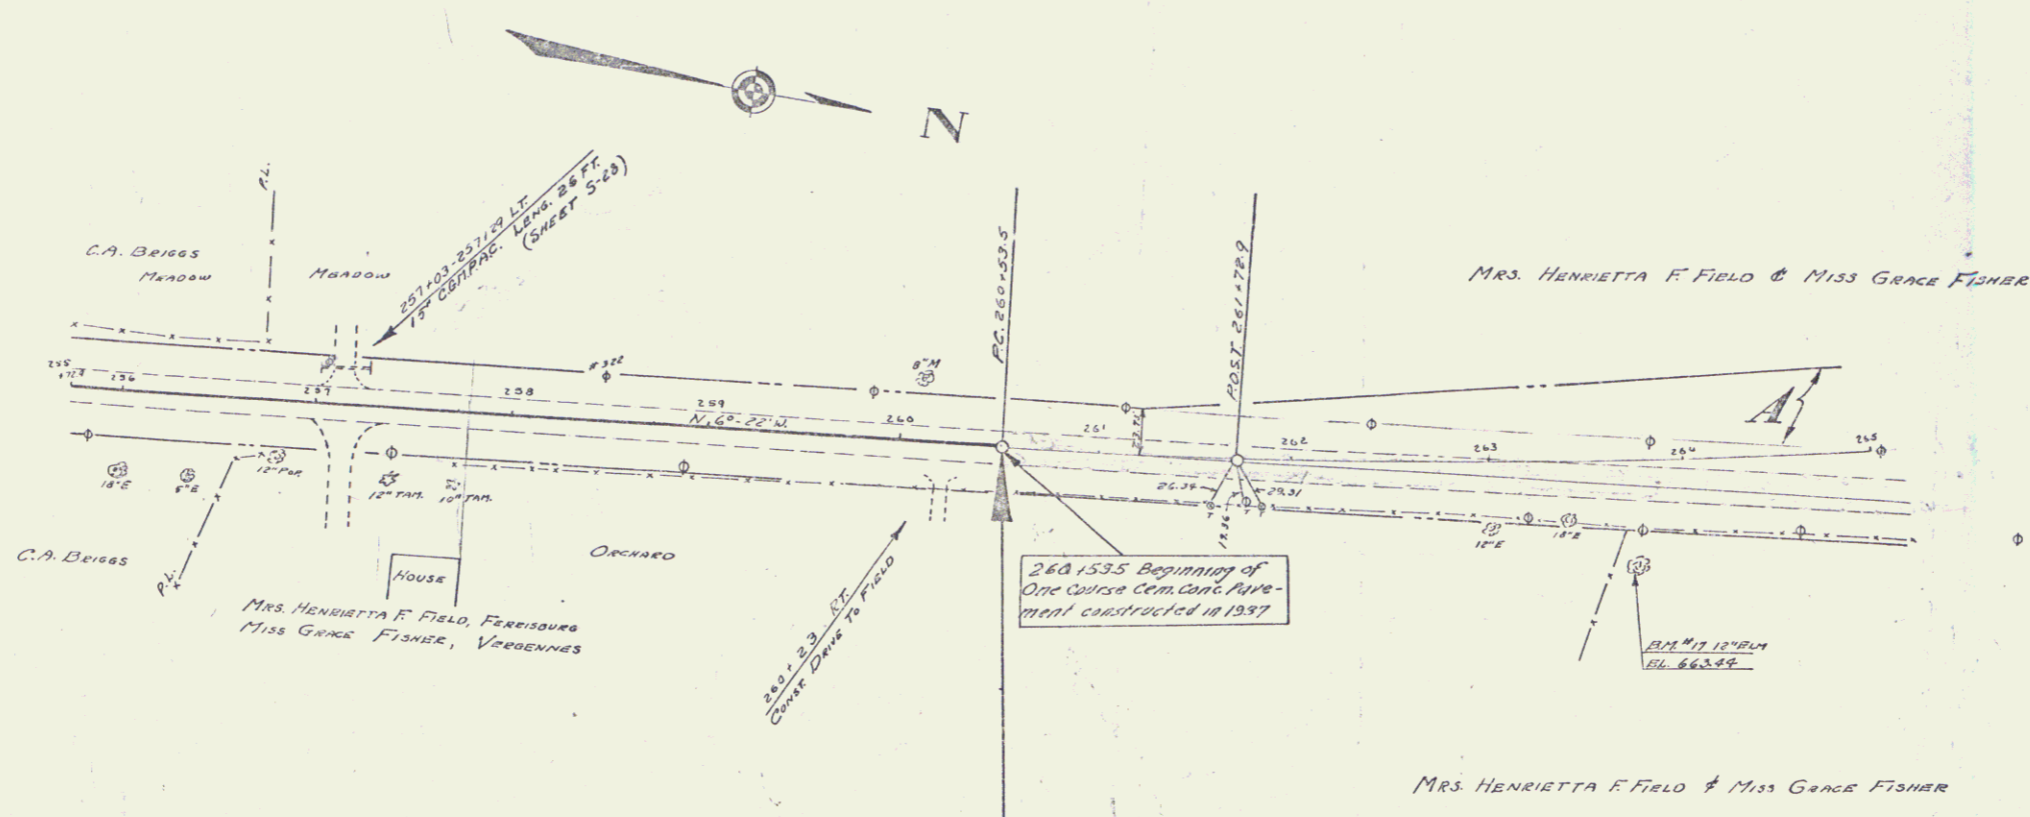 N
P.L.
C.A. BRIGGS
MEADOW
MEADOW
257+03-257+29 LT.
15" C.G.M.P.A.C. LENG. 26 FT.
(SHEET S-28)
P.C. 260+53.5
P.O.S.T. 261+72.9
MRS. HENRIETTA F. FIELD & MISS GRACE FISHER
8"M
255
256
257
258
259
260
261
262
263
264
265
N. 6°-22' W.
A
18"E
8"E
12" POP.
12" TAM.
10" TAM.
26.34
29.31
19.36
T
T
T
12"E
18"E
C.A. BRIGGS
P.L.
HOUSE
ORCHARD
MRS. HENRIETTA F. FIELD, FERRISBURG
MISS GRACE FISHER, VERGENNES
260+23 RT.
CONST. DRIVE TO FIELD
260+53.5 Beginning of
One Course Cem. Conc. Pave-
ment constructed in 1937
B.M. #17 12" ELM
EL. 663.44
MRS. HENRIETTA F. FIELD & MISS GRACE FISHER